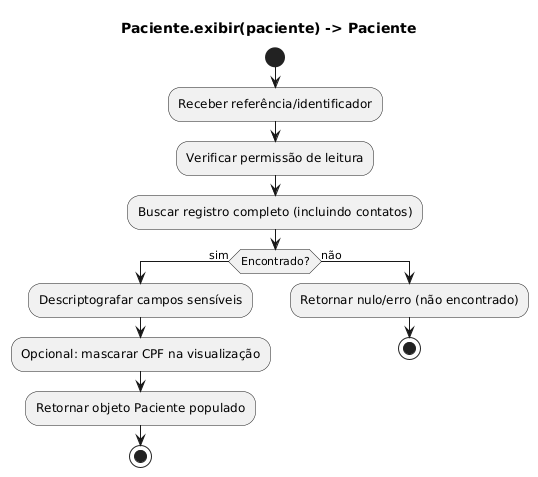 Paciente.exibir(paciente) -> Paciente
Receber referência/identificador
Verificar permissão de leitura
Buscar registro completo (incluindo contatos)
sim
Encontrado?
não
Descriptografar campos sensíveis
Retornar nulo/erro (não encontrado)
Opcional: mascarar CPF na visualização
Retornar objeto Paciente populado